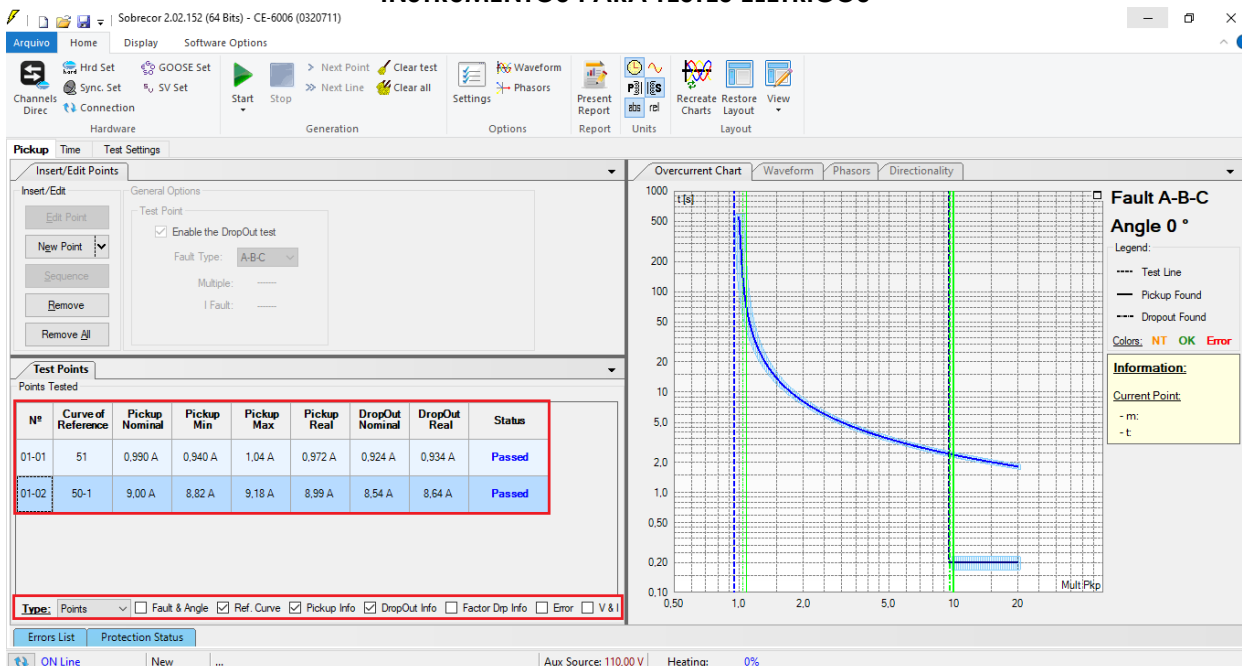 INSTRUMENTOS PARA TESTES ELÉTRICOS
Sobrecor 2.02.152 (64 Bits) - CE-6006 (0320711)
Arquivo Home Display Software Options
Channels Direc
Hrd Set
Sync. Set
Connection
GOOSE Set
SV Set
Hardware
Start Stop
Next Point
Next Line
Clear test
Clear all
Generation
Settings
Waveform
Phasors
Options
Present Report
Report
abs rel
Units
Recreate Charts
Restore Layout
View
Layout
Pickup Time Test Settings
Insert/Edit Points
Insert/Edit
Edit Point
New Point
Sequence
Remove
Remove All
General Options
Test Point
Enable the DropOut test
Fault Type: A-B-C
Multiple: ----
I Fault: ----
Test Points
Points Tested
Nº Curve of Reference Pickup Nominal Pickup Min Pickup Max Pickup Real DropOut Nominal DropOut Real Status
01-01 51 0,990 A 0,940 A 1,04 A 0,972 A 0,924 A 0,934 A Passed
01-02 50-1 9,00 A 8,82 A 9,18 A 8,99 A 8,54 A 8,64 A Passed
Type: Points Fault & Angle Ref. Curve Pickup Info DropOut Info Factor Drp Info Error V & I
Overcurrent Chart Waveform Phasors Directionality
t [s]
1000
500
200
100
50
20
10
5,0
2,0
1,0
0,50
0,20
0,10
0,50 1,0 2,0 5,0 10 20
Mult Pkp
Fault A-B-C
Angle 0 °
Legend:
Test Line
Pickup Found
Dropout Found
Colors: NT OK Error
Information:
Current Point:
- m:
- t:
Errors List Protection Status
ON Line New ... Aux Source: 110.00 V Heating: 0%